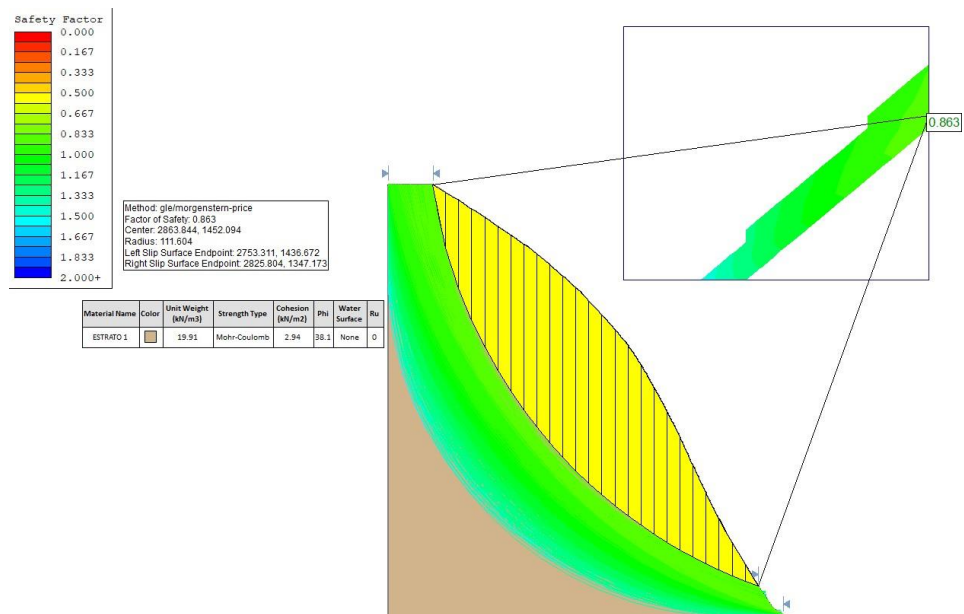 Safety Factor
0.000
0.167
0.333
0.500
0.667
0.833
1.000
1.167
1.333
1.500
1.667
1.833
2.000+
Method: gle/morgenstern-price
Factor of Safety: 0.863
Center: 2863.844, 1452.094
Radius: 111.604
Left Slip Surface Endpoint: 2753.311, 1436.672
Right Slip Surface Endpoint: 2825.804, 1347.173
Material Name Color Unit Weight (kN/m3) Strength Type Cohesion (kN/m2) Phi Water Surface Ru
ESTRATO 1 19.91 Mohr-Coulomb 2.94 38.1 None 0
0.863